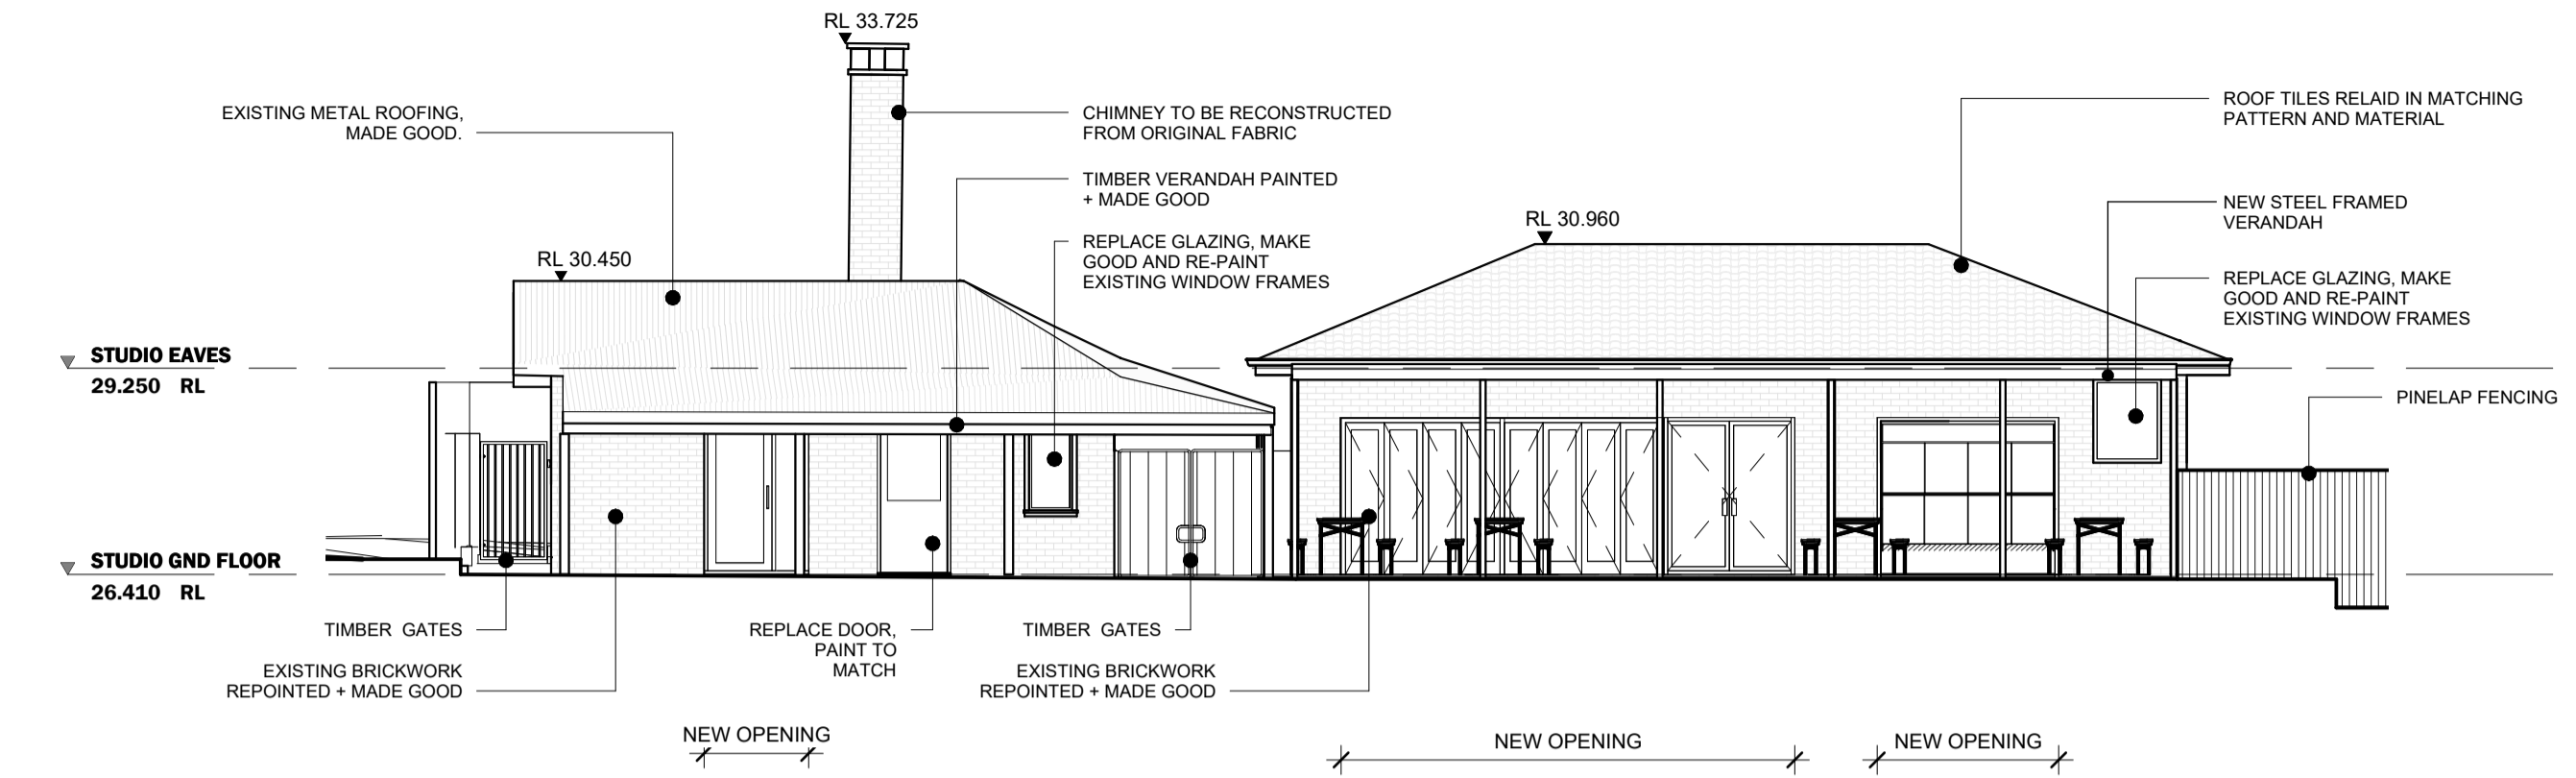 RL 33.725
EXISTING METAL ROOFING,
MADE GOOD.
CHIMNEY TO BE RECONSTRUCTED
FROM ORIGINAL FABRIC
ROOF TILES RELAID IN MATCHING
PATTERN AND MATERIAL
TIMBER VERANDAH PAINTED
+ MADE GOOD
NEW STEEL FRAMED
VERANDAH
RL 30.960
REPLACE GLAZING, MAKE
GOOD AND RE-PAINT
EXISTING WINDOW FRAMES
RL 30.450
REPLACE GLAZING, MAKE
GOOD AND RE-PAINT
EXISTING WINDOW FRAMES
STUDIO EAVES
29.250 RL
PINELAP FENCING
STUDIO GND FLOOR
26.410 RL
TIMBER GATES
EXISTING BRICKWORK
REPOINTED + MADE GOOD
REPLACE DOOR,
PAINT TO
MATCH
TIMBER GATES
EXISTING BRICKWORK
REPOINTED + MADE GOOD
NEW OPENING
NEW OPENING
NEW OPENING